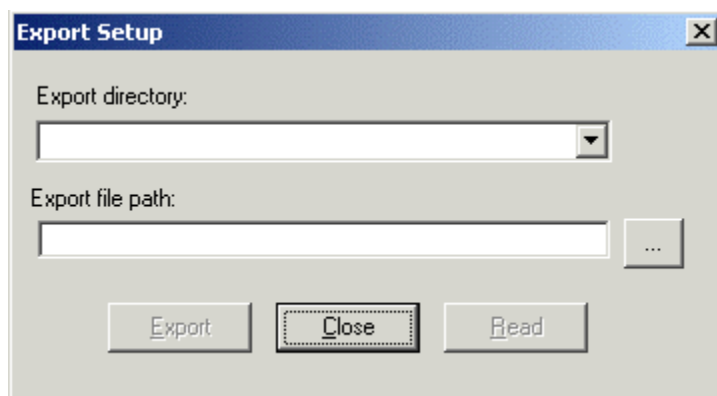 Export Setup
Export directory:
Export file path:
...
Export Close Read